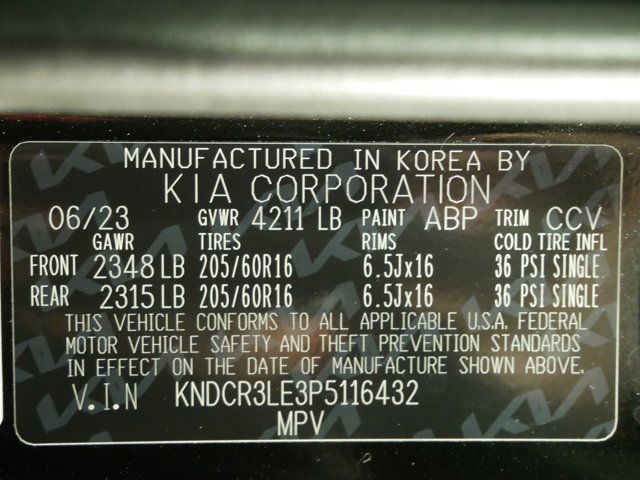 MANUFACTURED IN KOREA BY
KIA CORPORATION
06/23 GVWR 4211 LB PAINT ABP TRIM CCV
GAWR TIRES RIMS COLD TIRE INFL
FRONT 2348 LB 205/60R16 6.5Jx16 36 PSI SINGLE
REAR 2315 LB 205/60R16 6.5Jx16 36 PSI SINGLE
THIS VEHICLE CONFORMS TO ALL APPLICABLE U.S.A. FEDERAL
MOTOR VEHICLE SAFETY AND THEFT PREVENTION STANDARDS
IN EFFECT ON THE DATE OF MANUFACTURE SHOWN ABOVE.
V.I.N KNDCR3LE3P5116432
MPV